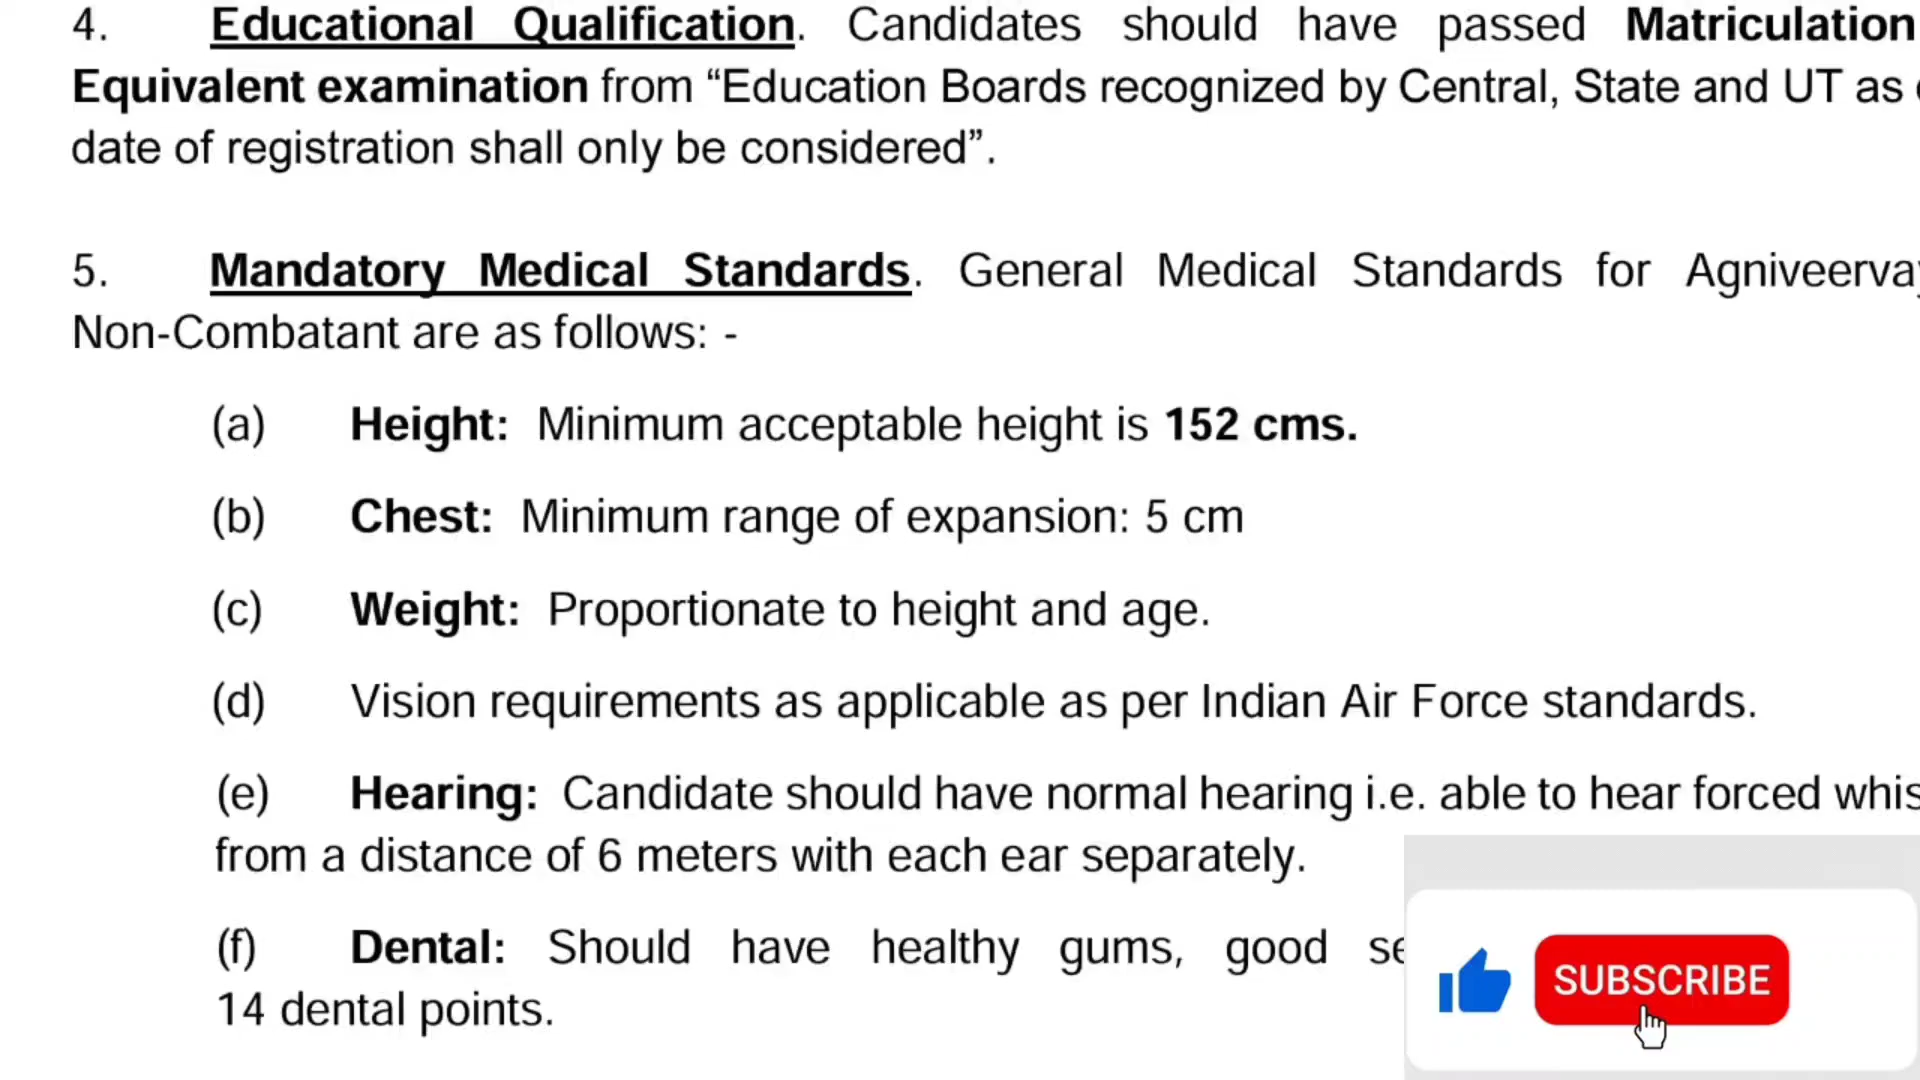 4. Educational Qualification. Candidates should have passed Matriculation
Equivalent examination from “Education Boards recognized by Central, State and UT as
date of registration shall only be considered”.
5. Mandatory Medical Standards. General Medical Standards for
Non-Combatant are as follows: -
(a) Height: Minimum acceptable height is 152 cms.
(b) Chest: Minimum range of expansion: 5 cm
(c) Weight: Proportionate to height and age.
(d) Vision requirements as applicable as per Indian Air Force standards.
(e) Hearing: Candidate should have normal hearing i.e. able to hear forced
from a distance of 6 meters with each ear separately.
(f) Dental: Should have healthy gums, good
14 dental points.
SUBSCRIBE